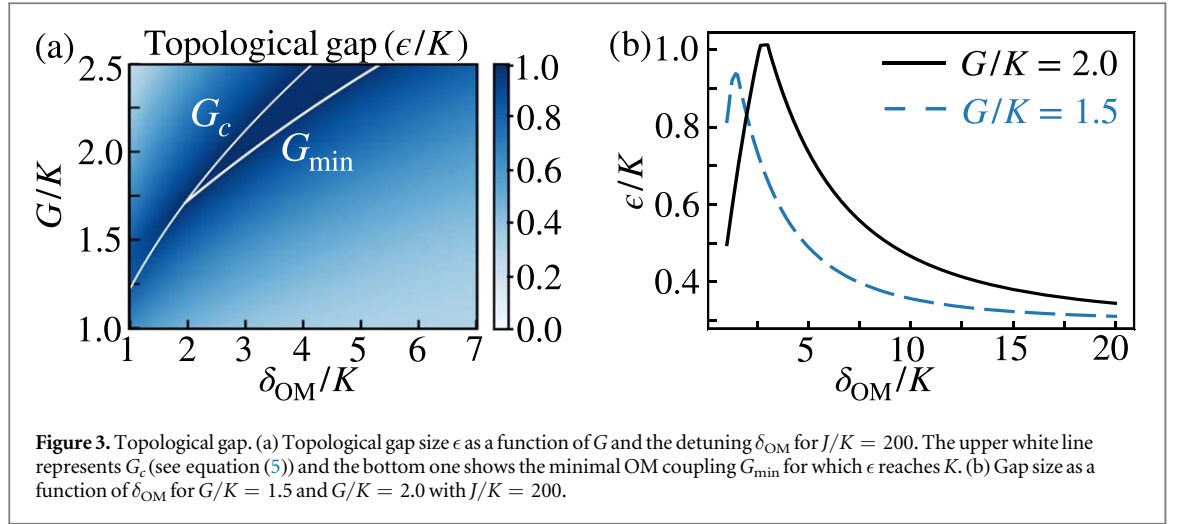 (a) Topological gap (ϵ/K)
2.5
2.0
1.5
1.0
G/K
G_c
G_min
1 2 3 4 5 6 7
δ_OM/K
1.0
0.8
0.6
0.4
0.2
0.0
(b)
1.0
0.8
0.6
0.4
ϵ/K
G/K = 2.0
G/K = 1.5
5 10 15 20
δ_OM/K
Figure 3. Topological gap. (a) Topological gap size ϵ as a function of G and the detuning δ_OM for J/K = 200. The upper white line
represents G_c (see equation (5)) and the bottom one shows the minimal OM coupling G_min for which ϵ reaches K. (b) Gap size as a
function of δ_OM for G/K = 1.5 and G/K = 2.0 with J/K = 200.